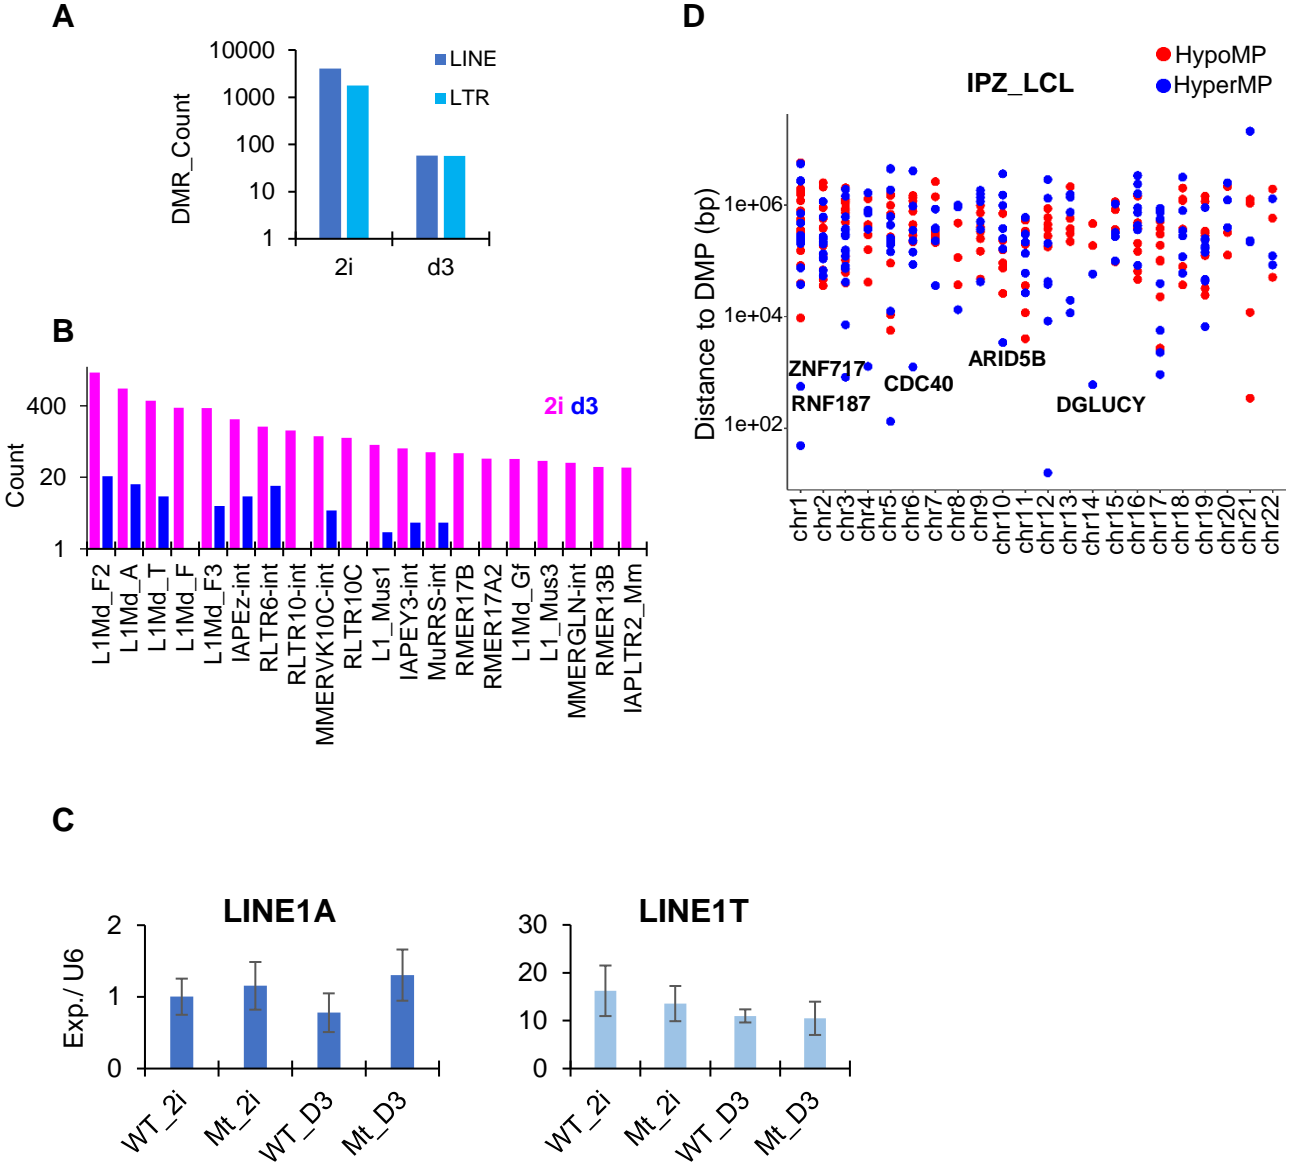 A
10000
1000
100
10
1
DMR_Count
LINE
LTR
2i
d3
B
400
20
1
Count
2i d3
L1Md_F2
L1Md_A
L1Md_T
L1Md_F
L1Md_F3
IAPEz-int
RLTR6-int
RLTR10-int
MMERVK10C-int
RLTR10C
L1_Mus1
IAPEY3-int
MuRRS-int
RMER17B
RMER17A2
L1Md_Gf
L1_Mus3
MMERGLN-int
RMER13B
IAPLTR2_Mm
C
LINE1A
2
1
0
Exp./ U6
WT_2i
Mt_2i
WT_D3
Mt_D3
LINE1T
30
20
10
0
WT_2i
Mt_2i
WT_D3
Mt_D3
D
HypoMP
HyperMP
IPZ_LCL
Distance to DMP (bp)
1e+06
1e+04
1e+02
ZNF717
RNF187
CDC40
ARID5B
DGLUCY
chr1
chr2
chr3
chr4
chr5
chr6
chr7
chr8
chr9
chr10
chr11
chr12
chr13
chr14
chr15
chr16
chr17
chr18
chr19
chr20
chr21
chr22